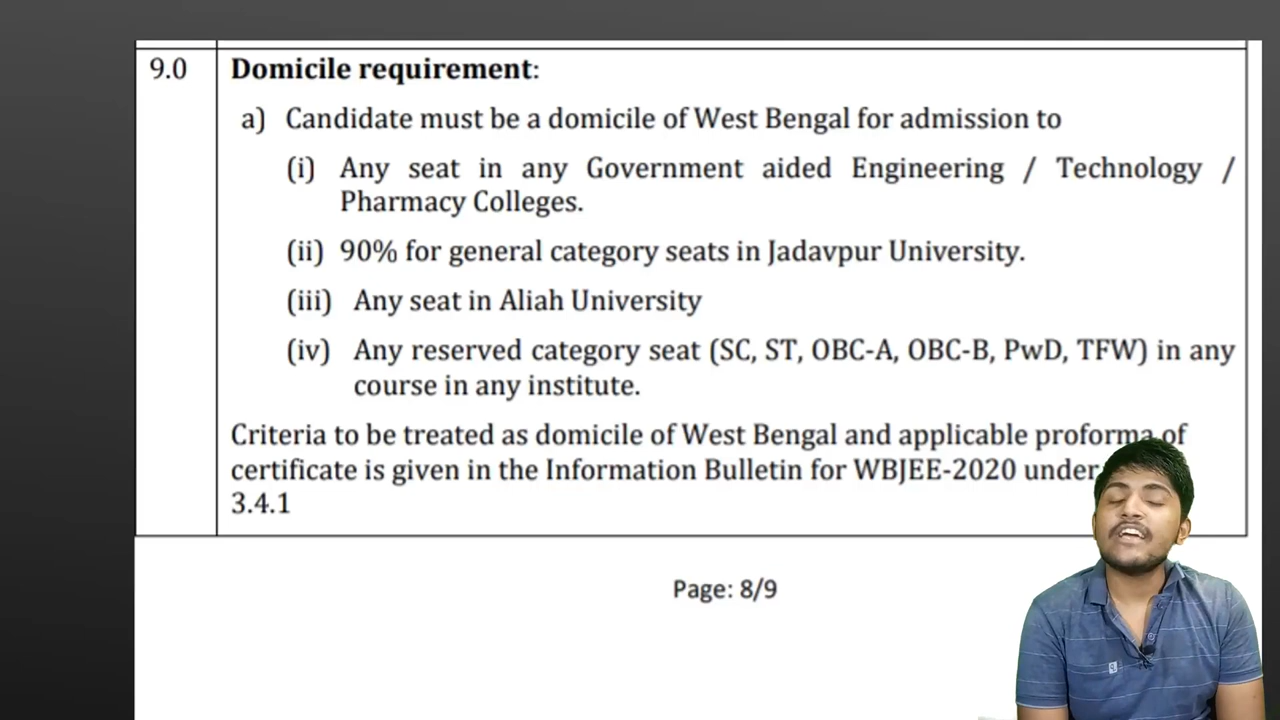 9.0 Domicile requirement:
a) Candidate must be a domicile of West Bengal for admission to
(i) Any seat in any Government aided Engineering / Technology /
Pharmacy Colleges.
(ii) 90% for general category seats in Jadavpur University.
(iii) Any seat in Aliah University
(iv) Any reserved category seat (SC, ST, OBC-A, OBC-B, PwD, TFW) in any
course in any institute.
Criteria to be treated as domicile of West Bengal and applicable proforma of
certificate is given in the Information Bulletin for WBJEE-2020 under
3.4.1
Page: 8/9